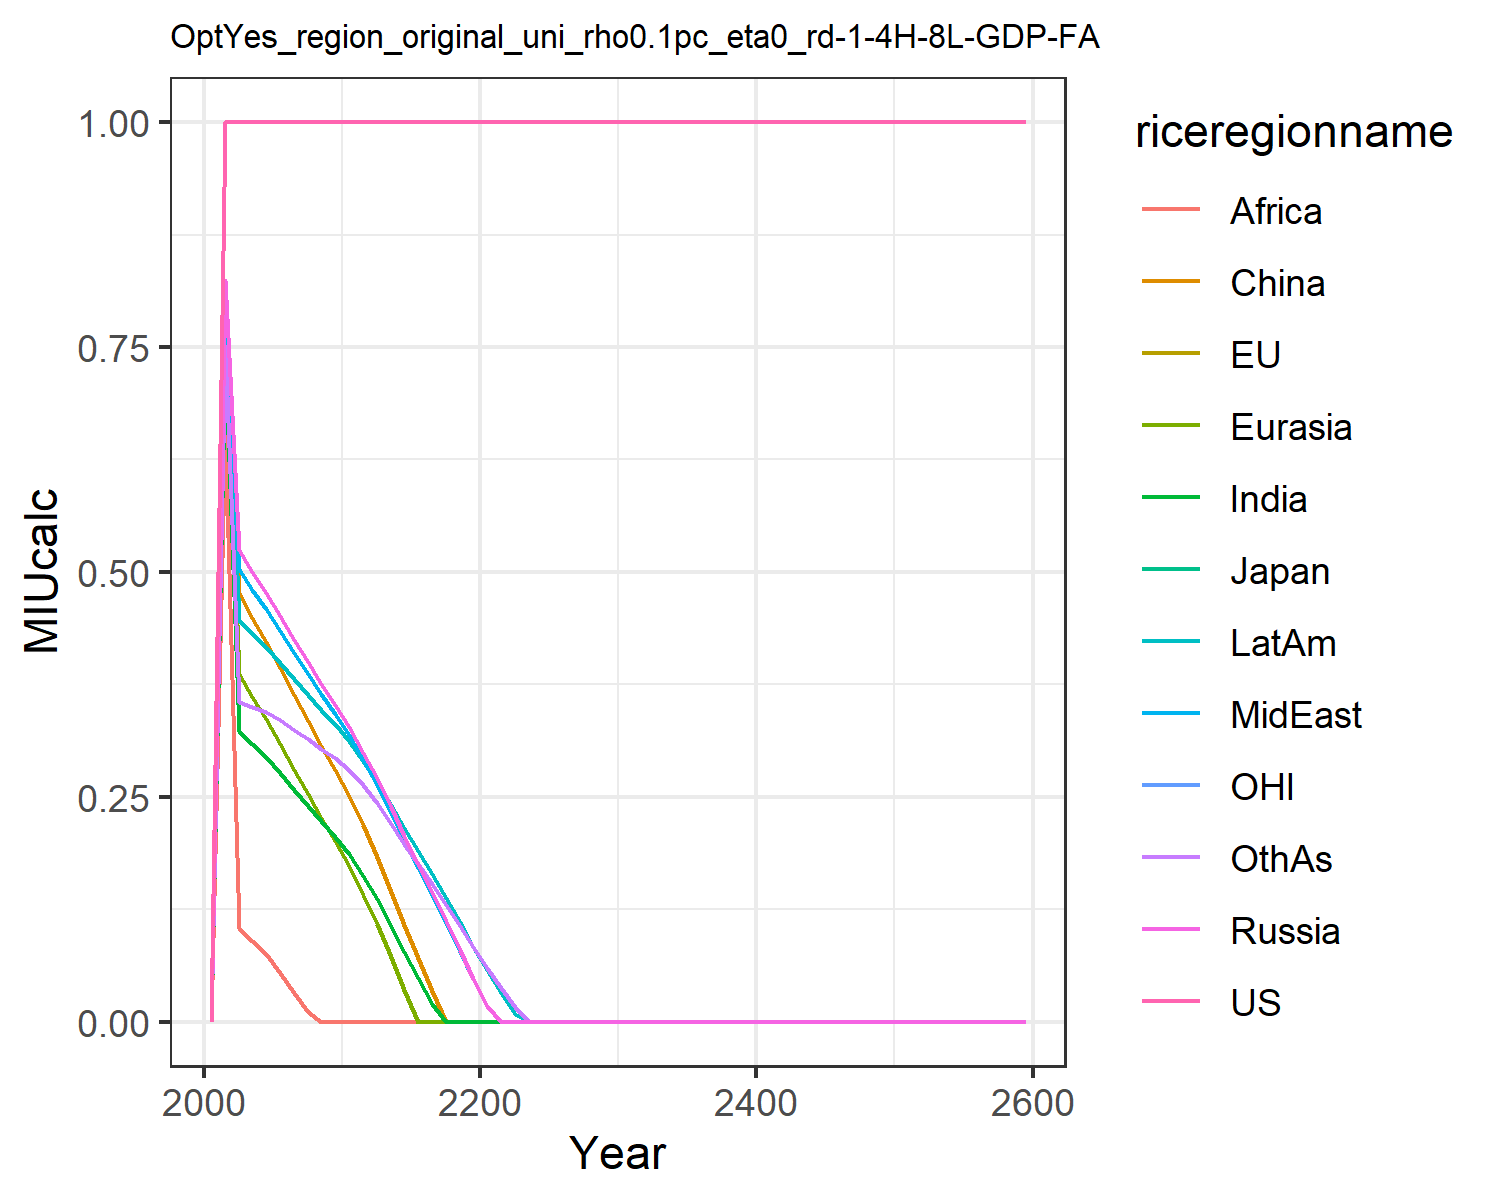 OptYes_region_original_uni_rho0.1pc_eta0_rd-1-4H-8L-GDP-FA
1.00
0.75
0.50
0.25
0.00
MIUcalc
2000
2200
2400
2600
Year
riceregionname
Africa
China
EU
Eurasia
India
Japan
LatAm
MidEast
OHI
OthAs
Russia
US